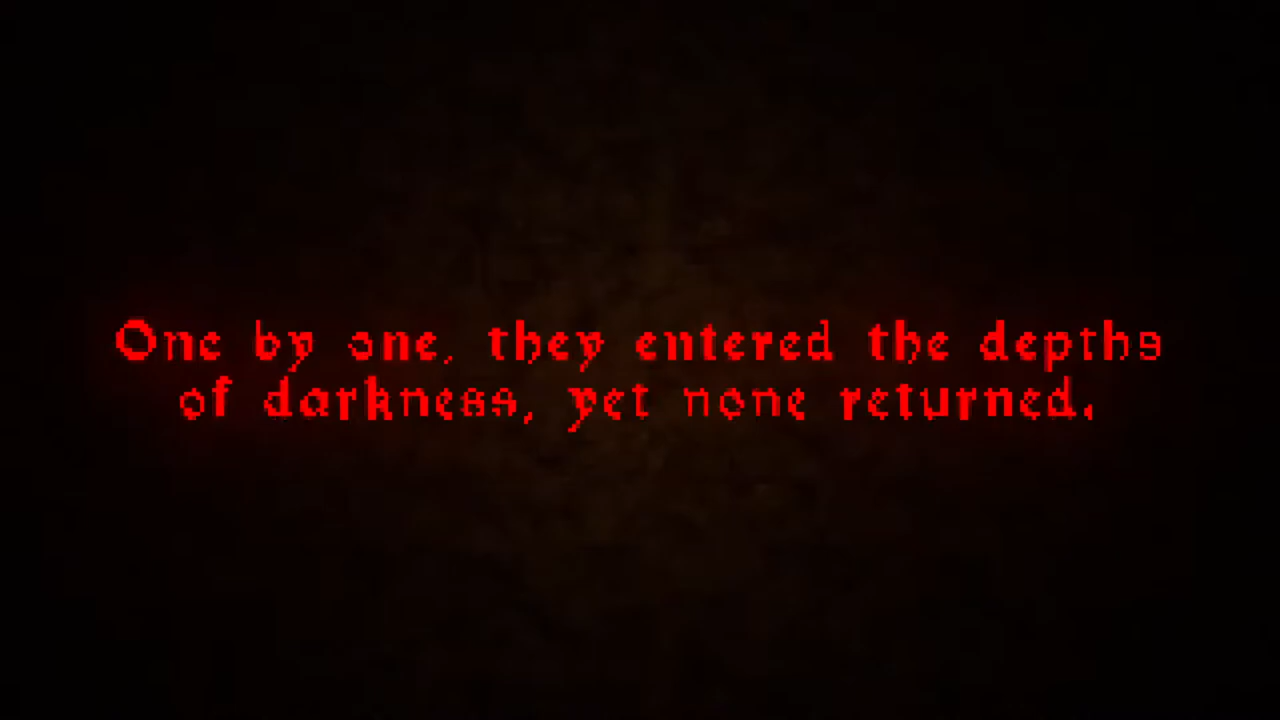 One by one, they entered the depths
of darkness, yet none returned.